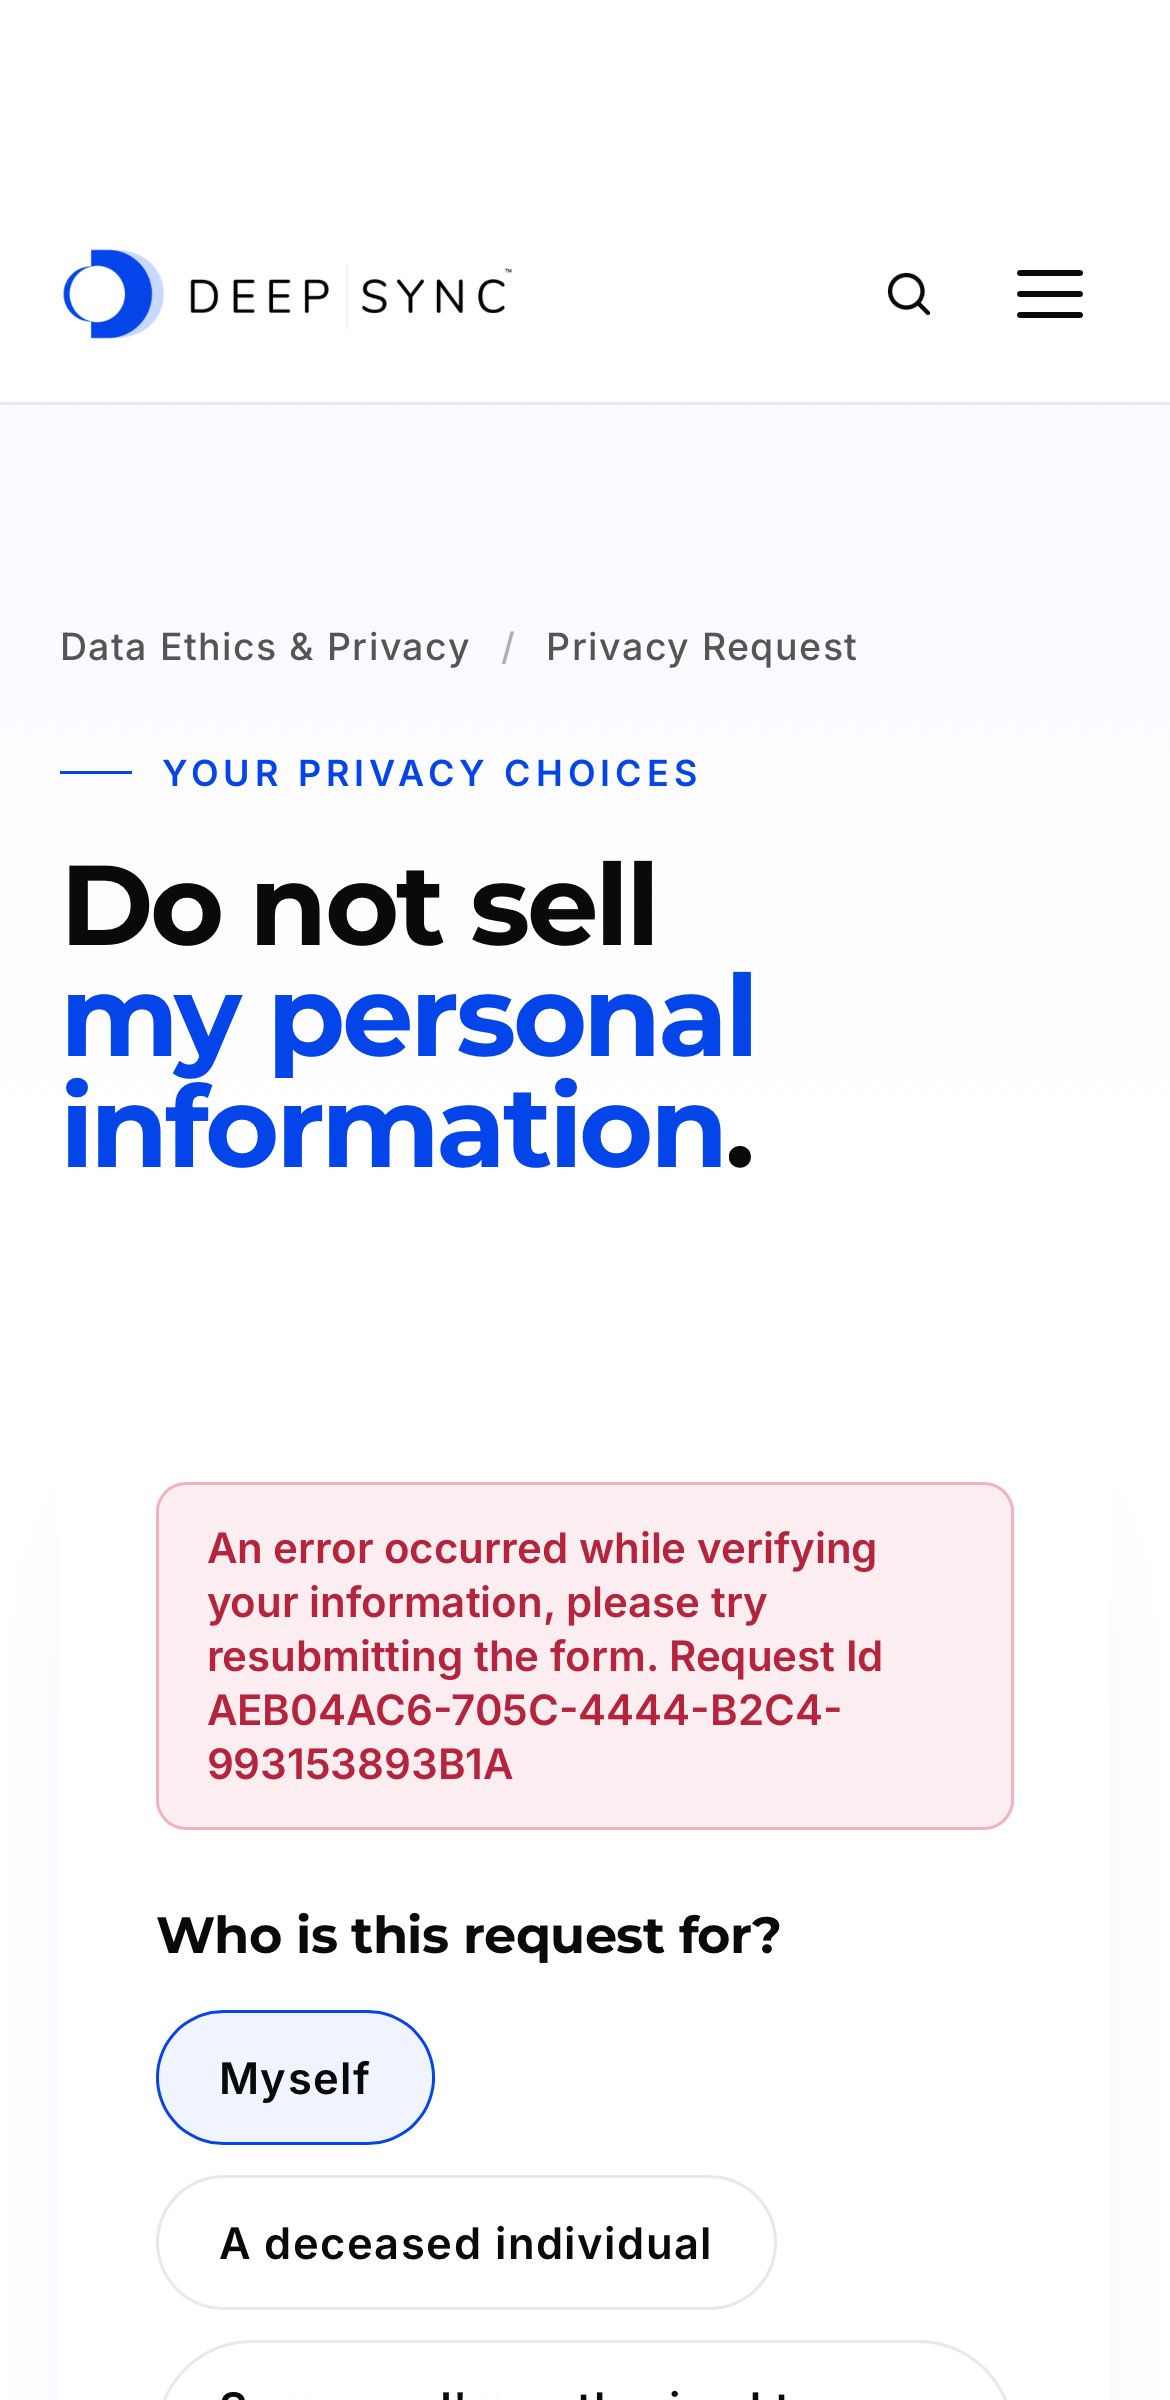 DEEP SYNC™
Data Ethics & Privacy / Privacy Request
YOUR PRIVACY CHOICES
Do not sell
my personal
information.
An error occurred while verifying
your information, please try
resubmitting the form. Request Id
AEB04AC6-705C-4444-B2C4-
993153893B1A
Who is this request for?
Myself
A deceased individual